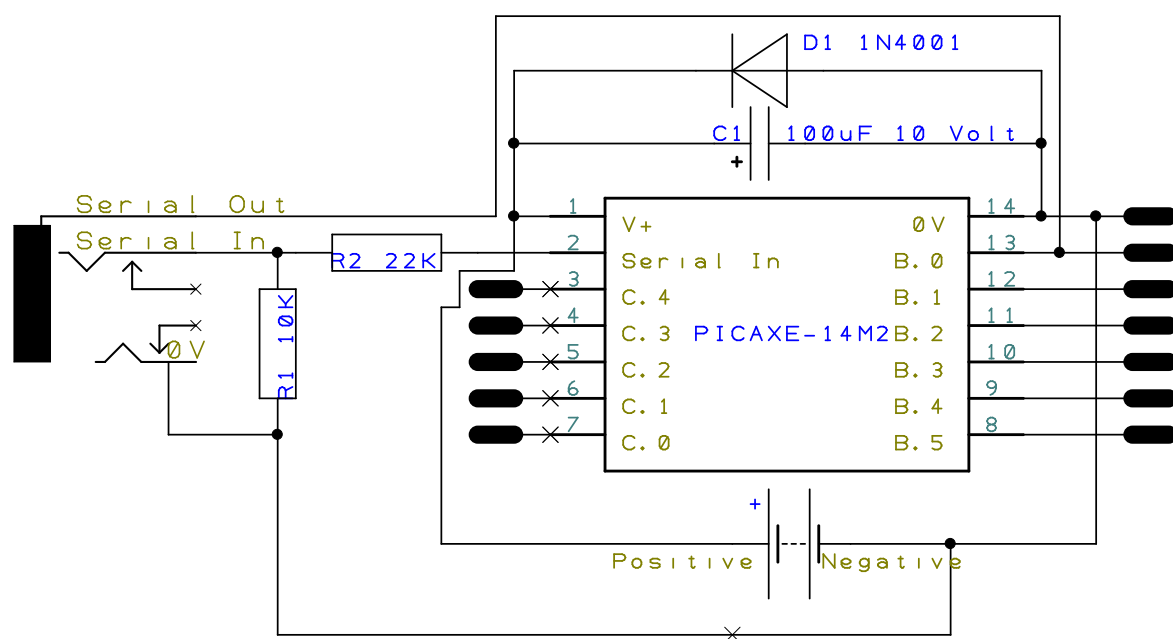 D1 1N4001
C1 100uF 10 Volt
+
Serial Out
1 14
V+ 0V
Serial In
2 13
R2 22K
Serial In B.0
3 12
C.4 B.1
R1 10K
4 11
C.3 PICAXE-14M2 B.2
0V
5 10
C.2 B.3
6 9
C.1 B.4
7 8
C.0 B.5
+
Positive Negative